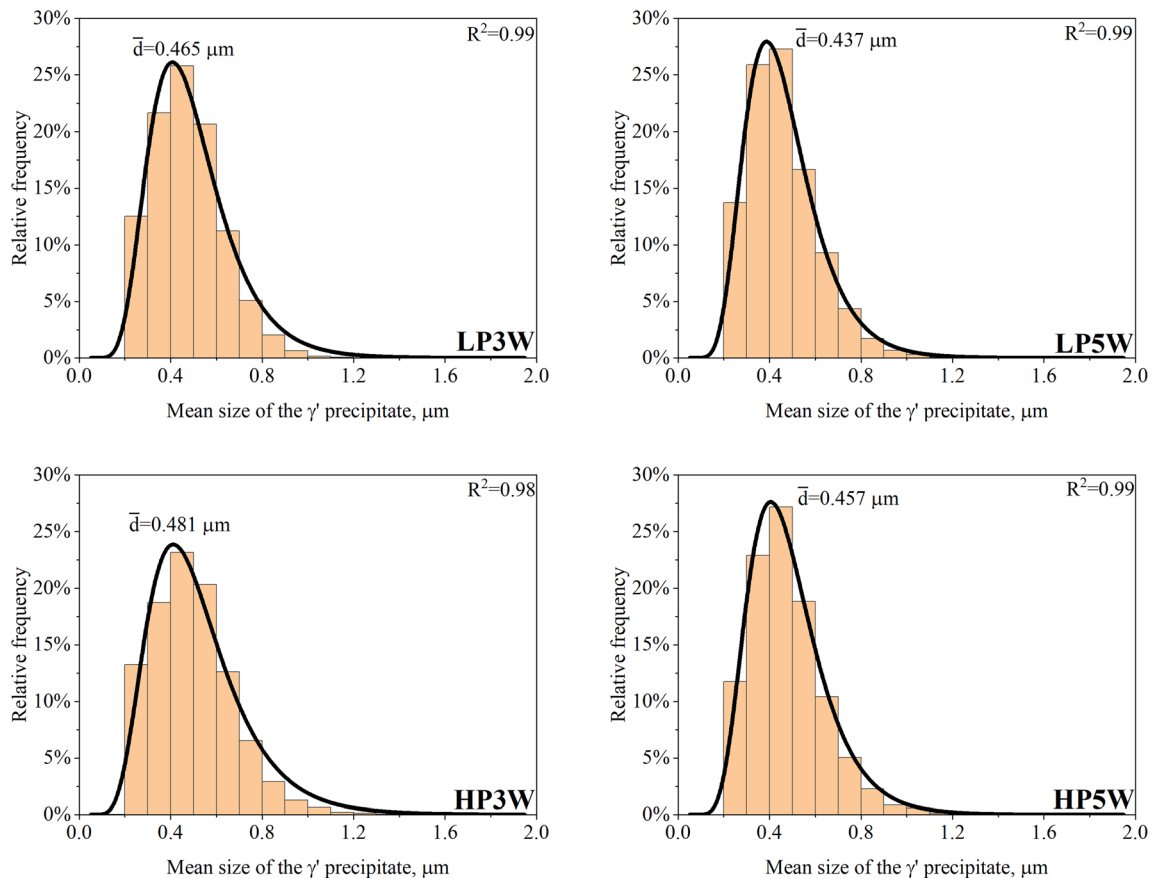 30%
25%
20%
15%
10%
5%
0%
Relative frequency
d̅=0.465 μm
R²=0.99
LP3W
0.0 0.4 0.8 1.2 1.6 2.0
Mean size of the γ' precipitate, μm
30%
25%
20%
15%
10%
5%
0%
Relative frequency
d̅=0.437 μm
R²=0.99
LP5W
0.0 0.4 0.8 1.2 1.6 2.0
Mean size of the γ' precipitate, μm
30%
25%
20%
15%
10%
5%
0%
Relative frequency
d̅=0.481 μm
R²=0.98
HP3W
0.0 0.4 0.8 1.2 1.6 2.0
Mean size of the γ' precipitate, μm
30%
25%
20%
15%
10%
5%
0%
Relative frequency
d̅=0.457 μm
R²=0.99
HP5W
0.0 0.4 0.8 1.2 1.6 2.0
Mean size of the γ' precipitate, μm